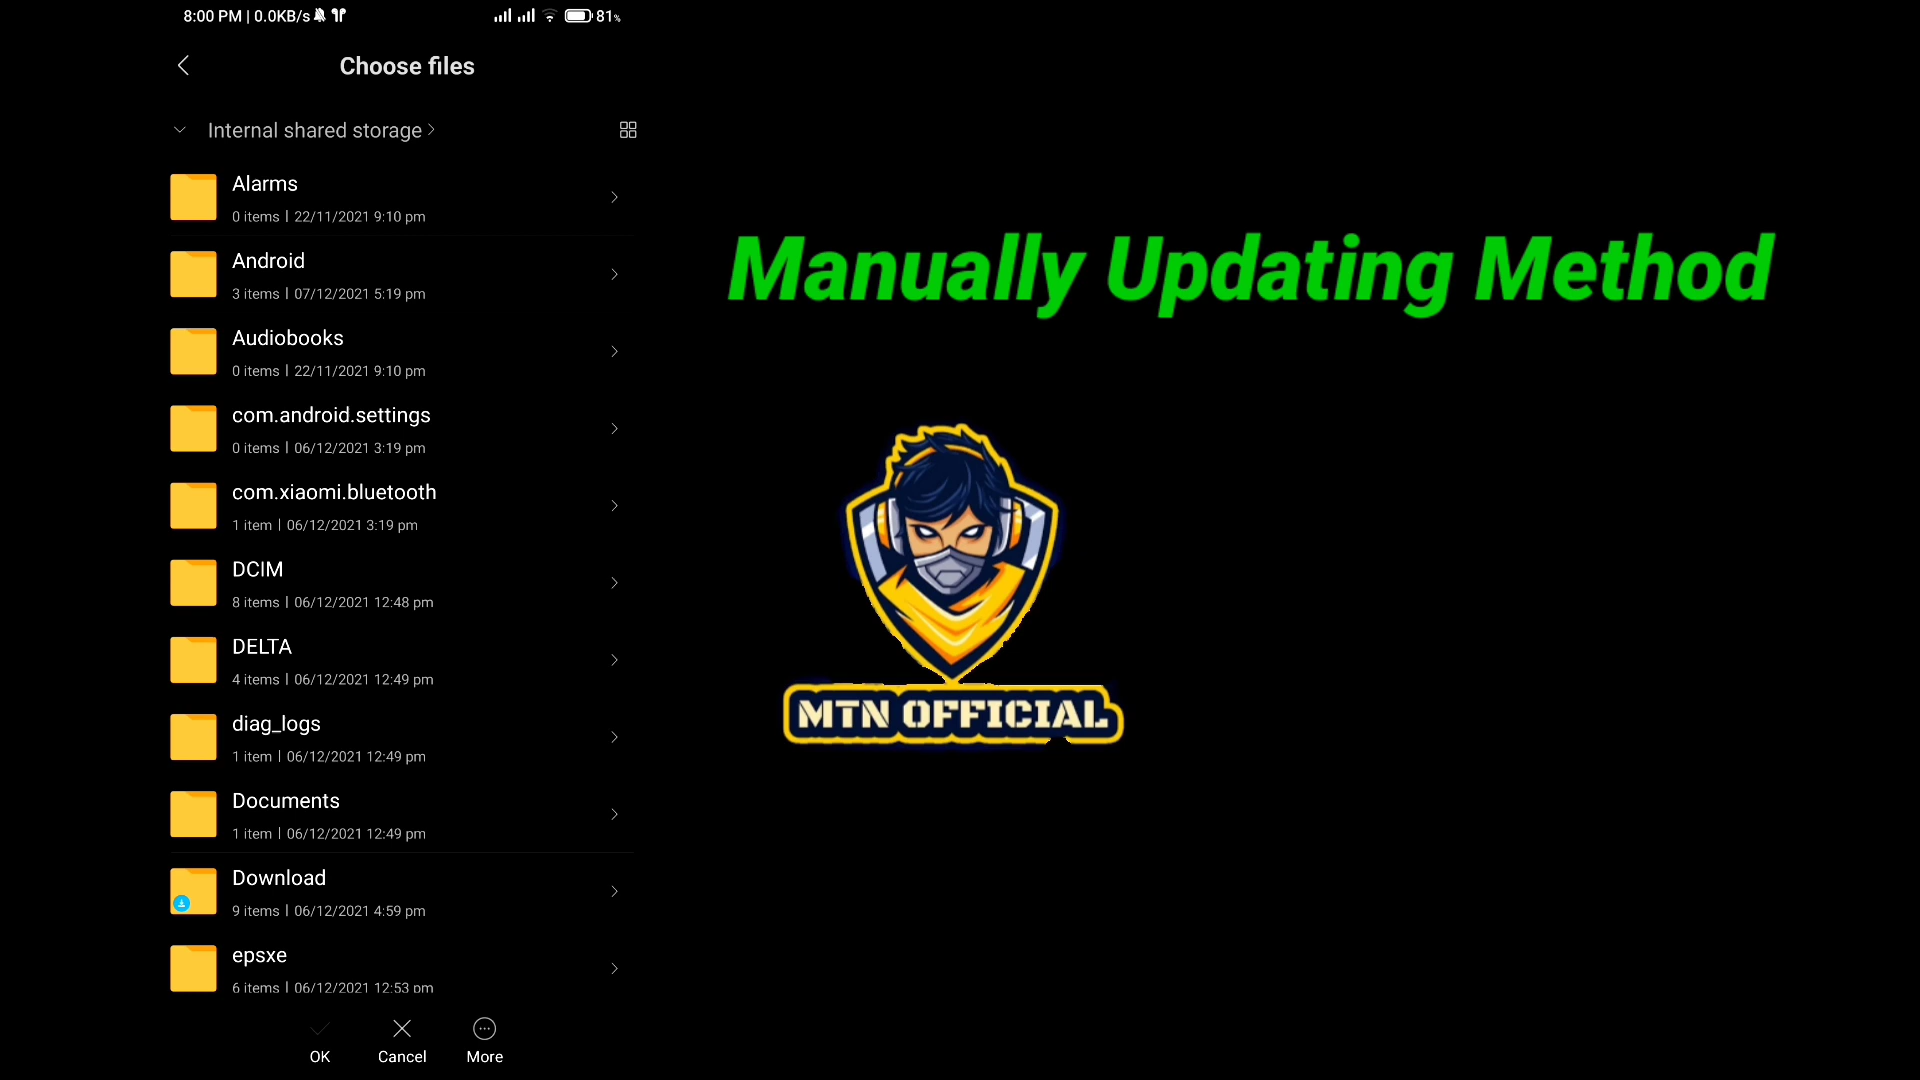 8:00 PM | 0.0KB/s 81%
Choose files
Internal shared storage
Alarms
0 items | 22/11/2021 9:10 pm
Android
3 items | 07/12/2021 5:19 pm
Audiobooks
0 items | 22/11/2021 9:10 pm
com.android.settings
0 items | 06/12/2021 3:19 pm
com.xiaomi.bluetooth
1 item | 06/12/2021 3:19 pm
DCIM
8 items | 06/12/2021 12:48 pm
DELTA
4 items | 06/12/2021 12:49 pm
diag_logs
1 item | 06/12/2021 12:49 pm
Documents
1 item | 06/12/2021 12:49 pm
Download
9 items | 06/12/2021 4:59 pm
epsxe
6 items | 06/12/2021 12:53 pm
OK Cancel More
Manually Updating Method
MTN OFFICIAL